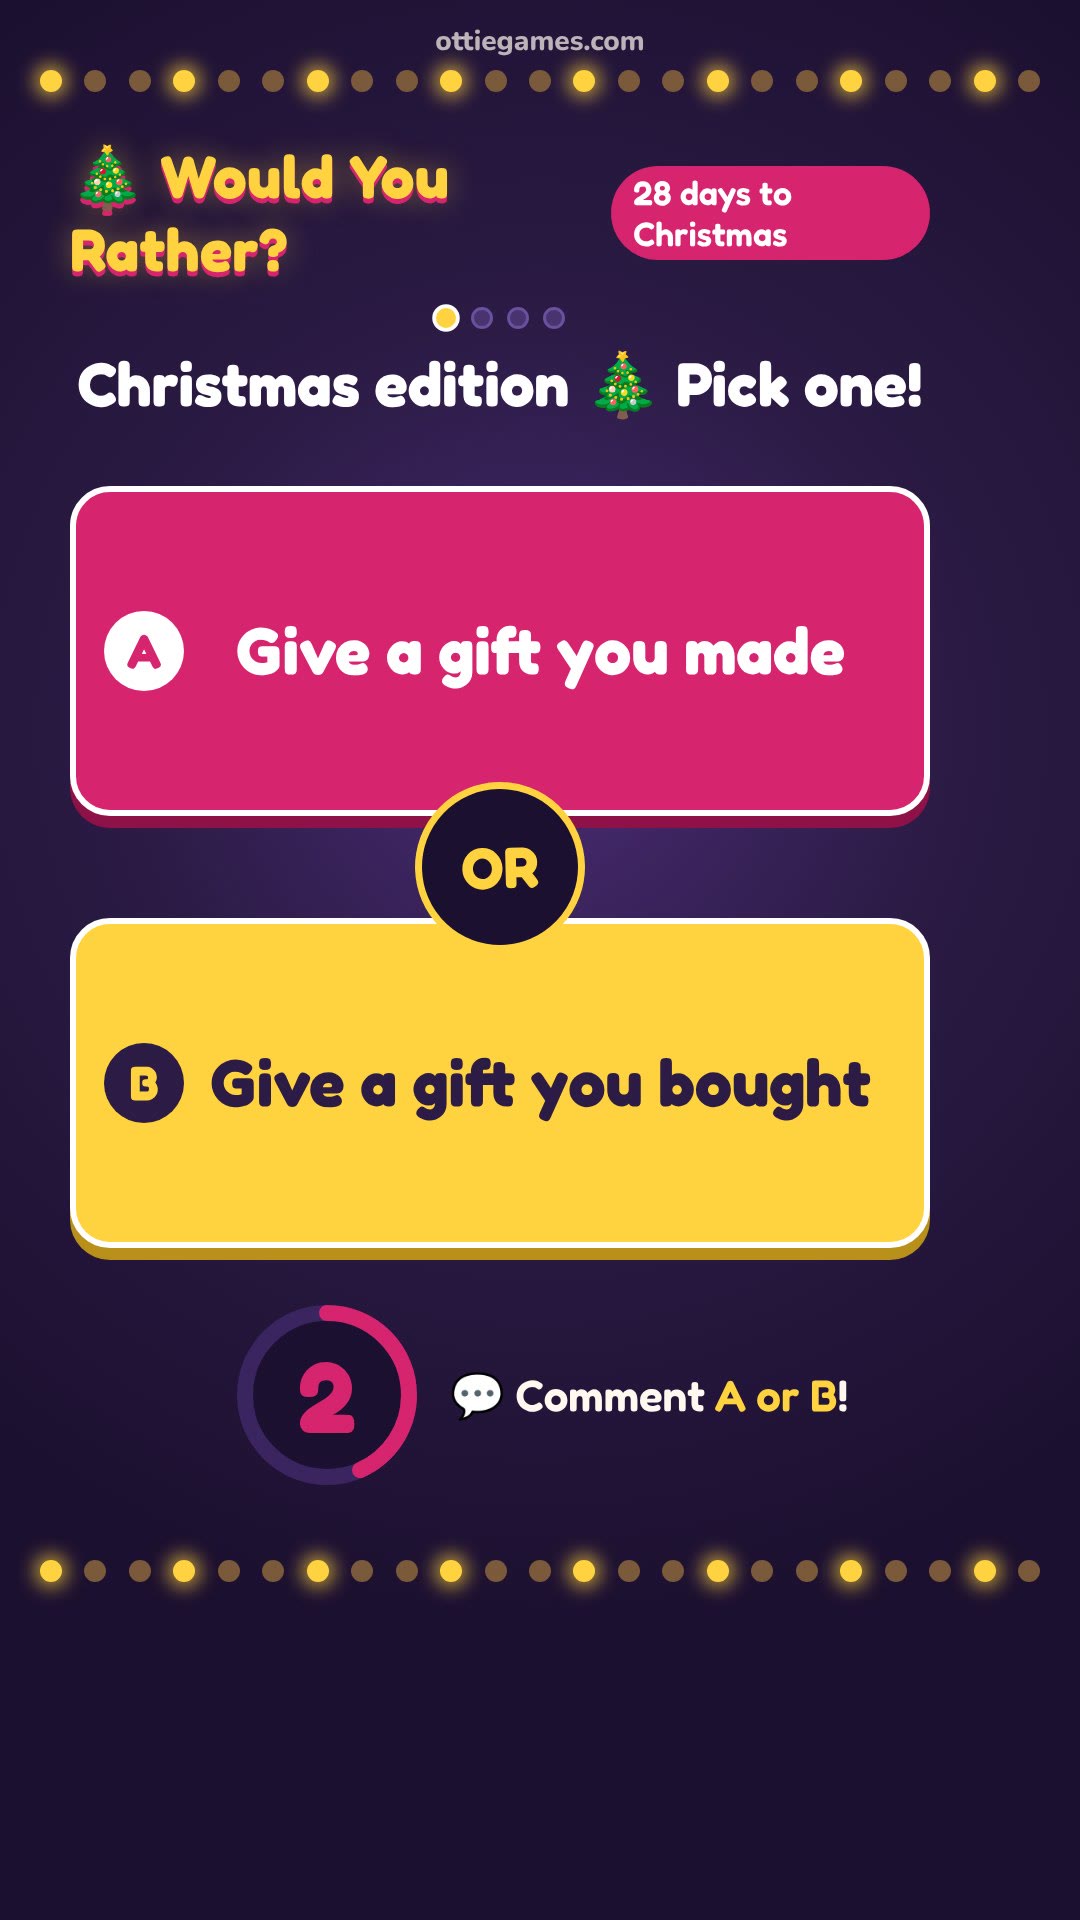 ottiegames.com
🎄 Would You
Rather?
28 days to
Christmas
Christmas edition 🎄 Pick one!
A Give a gift you made
OR
B Give a gift you bought
2
💬 Comment A or B!